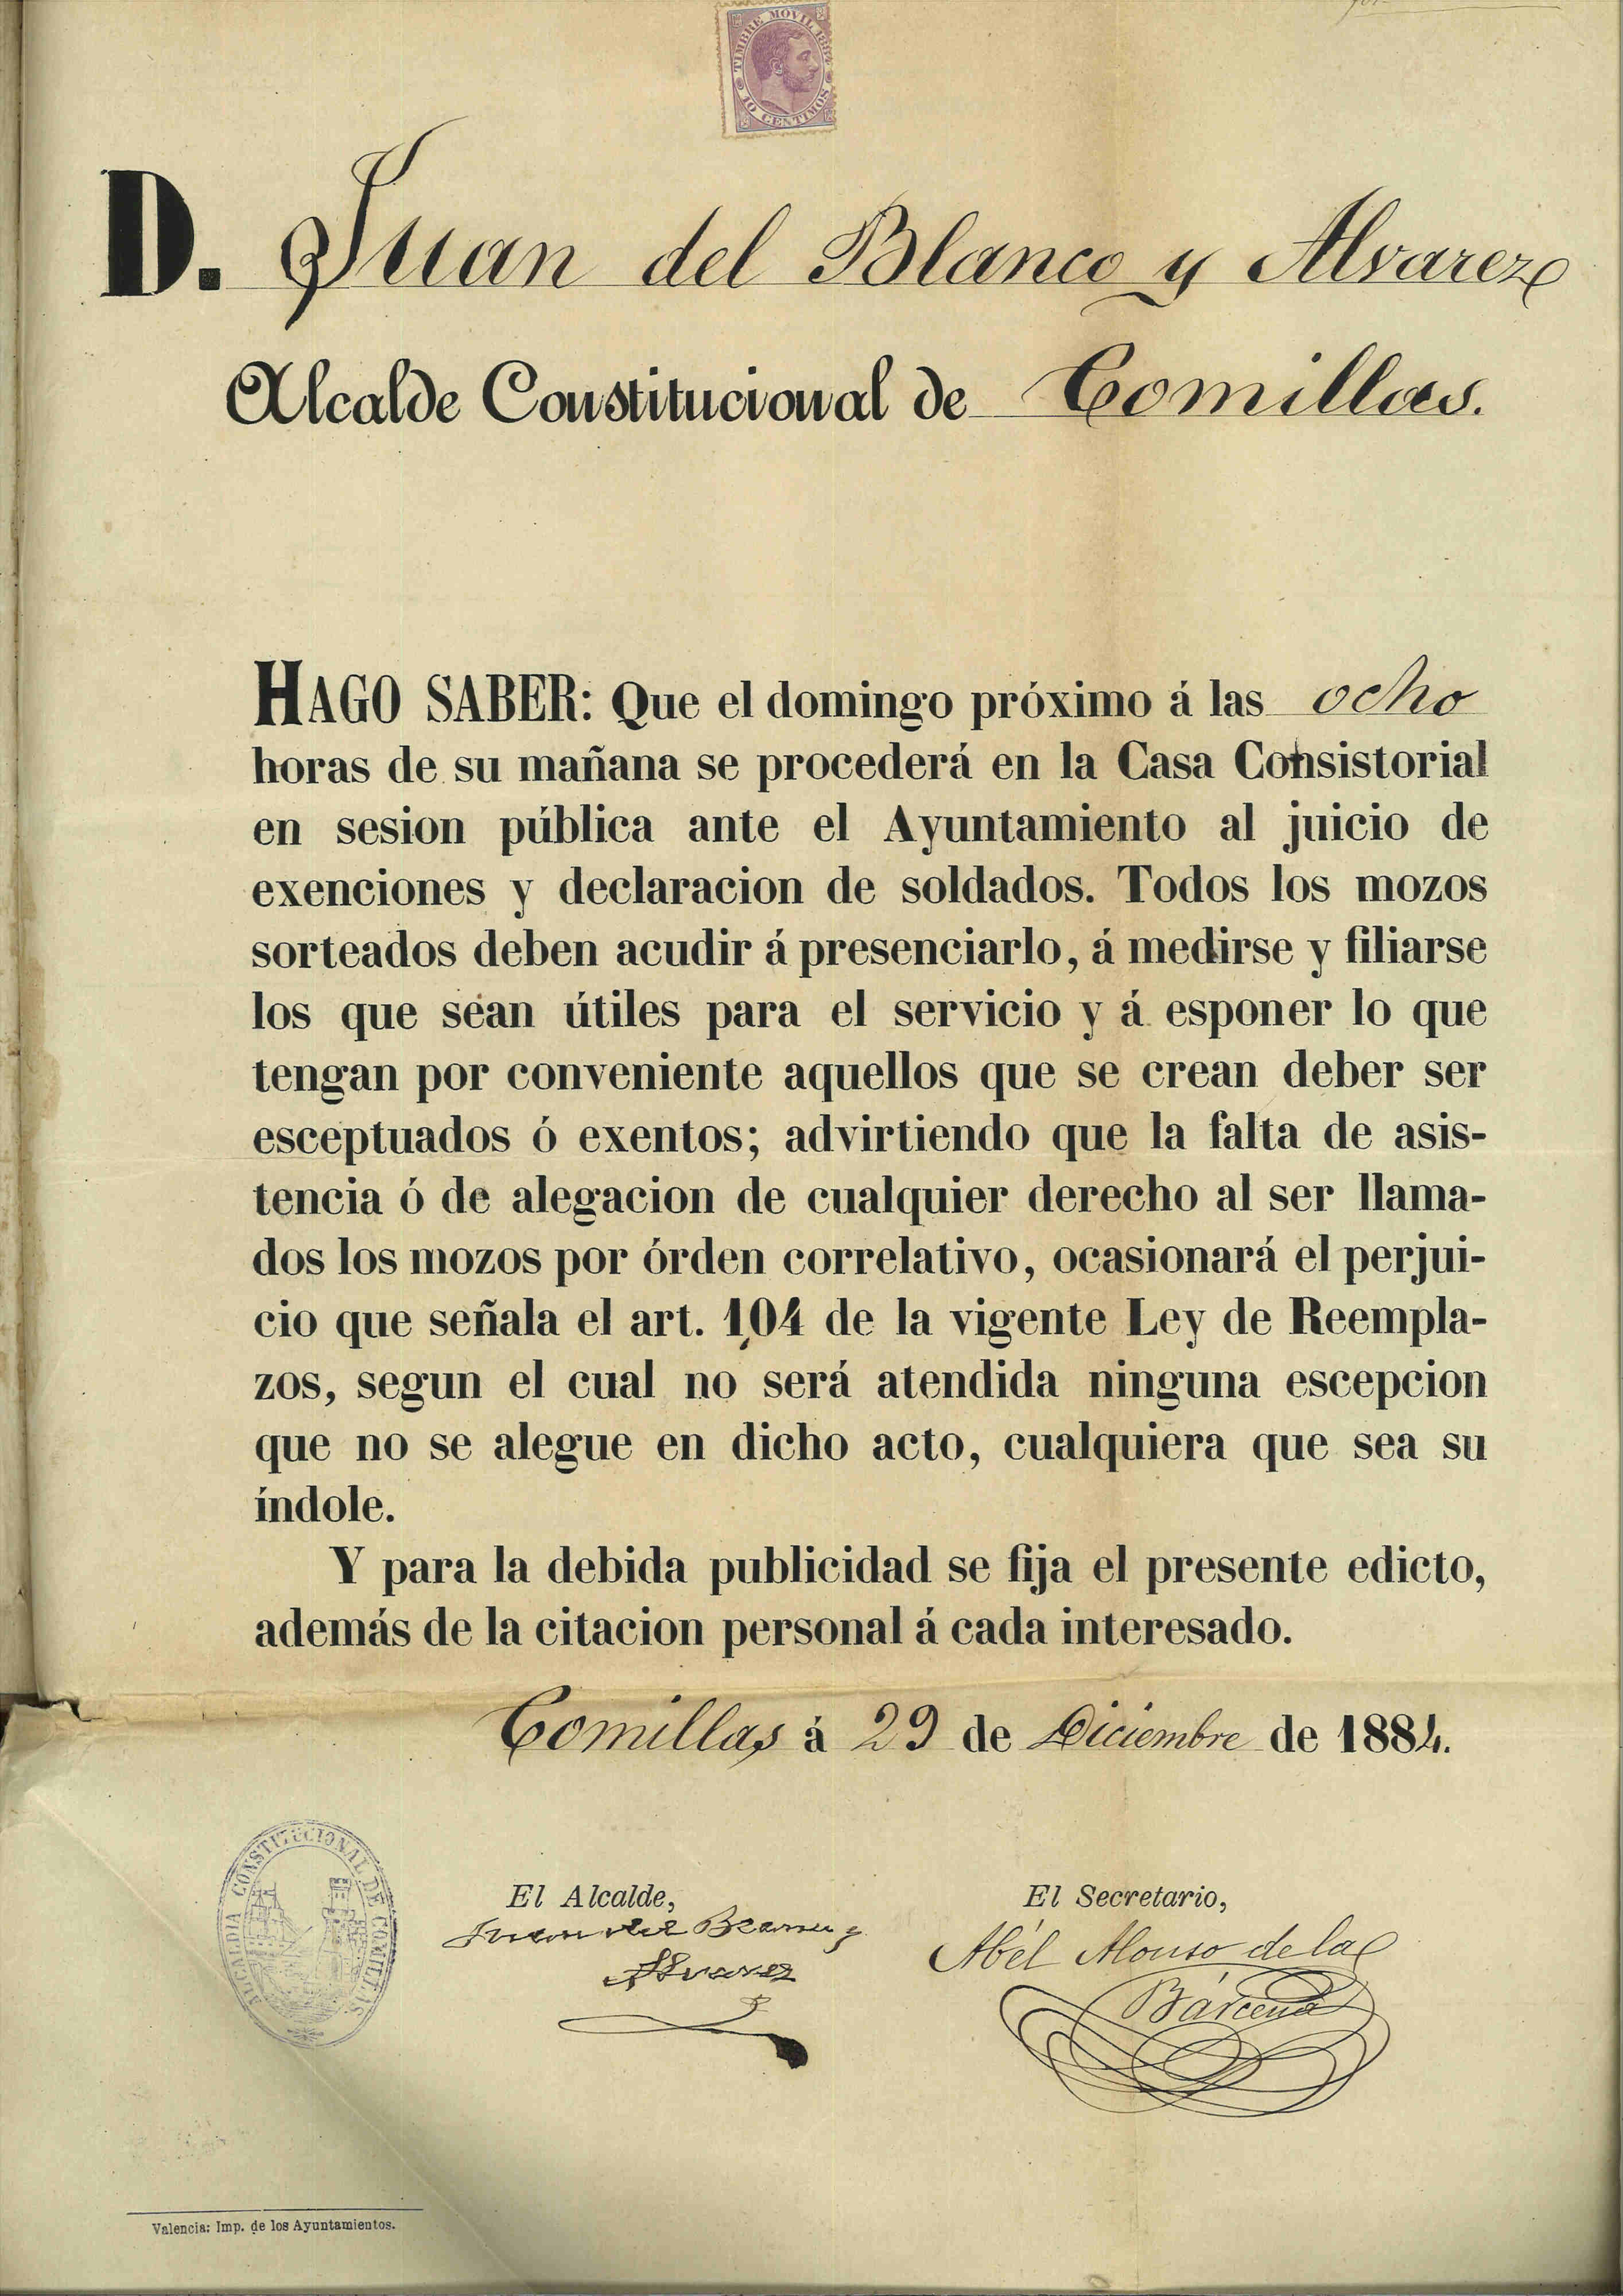 TIMBRE MOVIL 1884
10 CENTIMOS
D. Juan del Blanco y Alvarez
Alcalde Constitucional de Comillas.
HAGO SABER: Que el domingo próximo á las ocho
horas de su mañana se procederá en la Casa Consistorial
en sesion pública ante el Ayuntamiento al juicio de
exenciones y declaracion de soldados. Todos los mozos
sorteados deben acudir á presenciarlo, á medirse y filiarse
los que sean útiles para el servicio y á esponer lo que
tengan por conveniente aquellos que se crean deber ser
esceptuados ó exentos; advirtiendo que la falta de asis-
tencia ó de alegacion de cualquier derecho al ser llama-
dos los mozos por órden correlativo, ocasionará el perjui-
cio que señala el art. 104 de la vigente Ley de Reempla-
zos, segun el cual no será atendida ninguna escepcion
que no se alegue en dicho acto, cualquiera que sea su
índole.
Y para la debida publicidad se fija el presente edicto,
además de la citacion personal á cada interesado.
Comillas á 29 de Diciembre de 1884.
ALCALDIA CONSTITUCIONAL DE COMILLAS
El Alcalde,
Juan del Blanco y
Alvarez
El Secretario,
Abél Alonso de la
Bárcena
Valencia: Imp. de los Ayuntamientos.